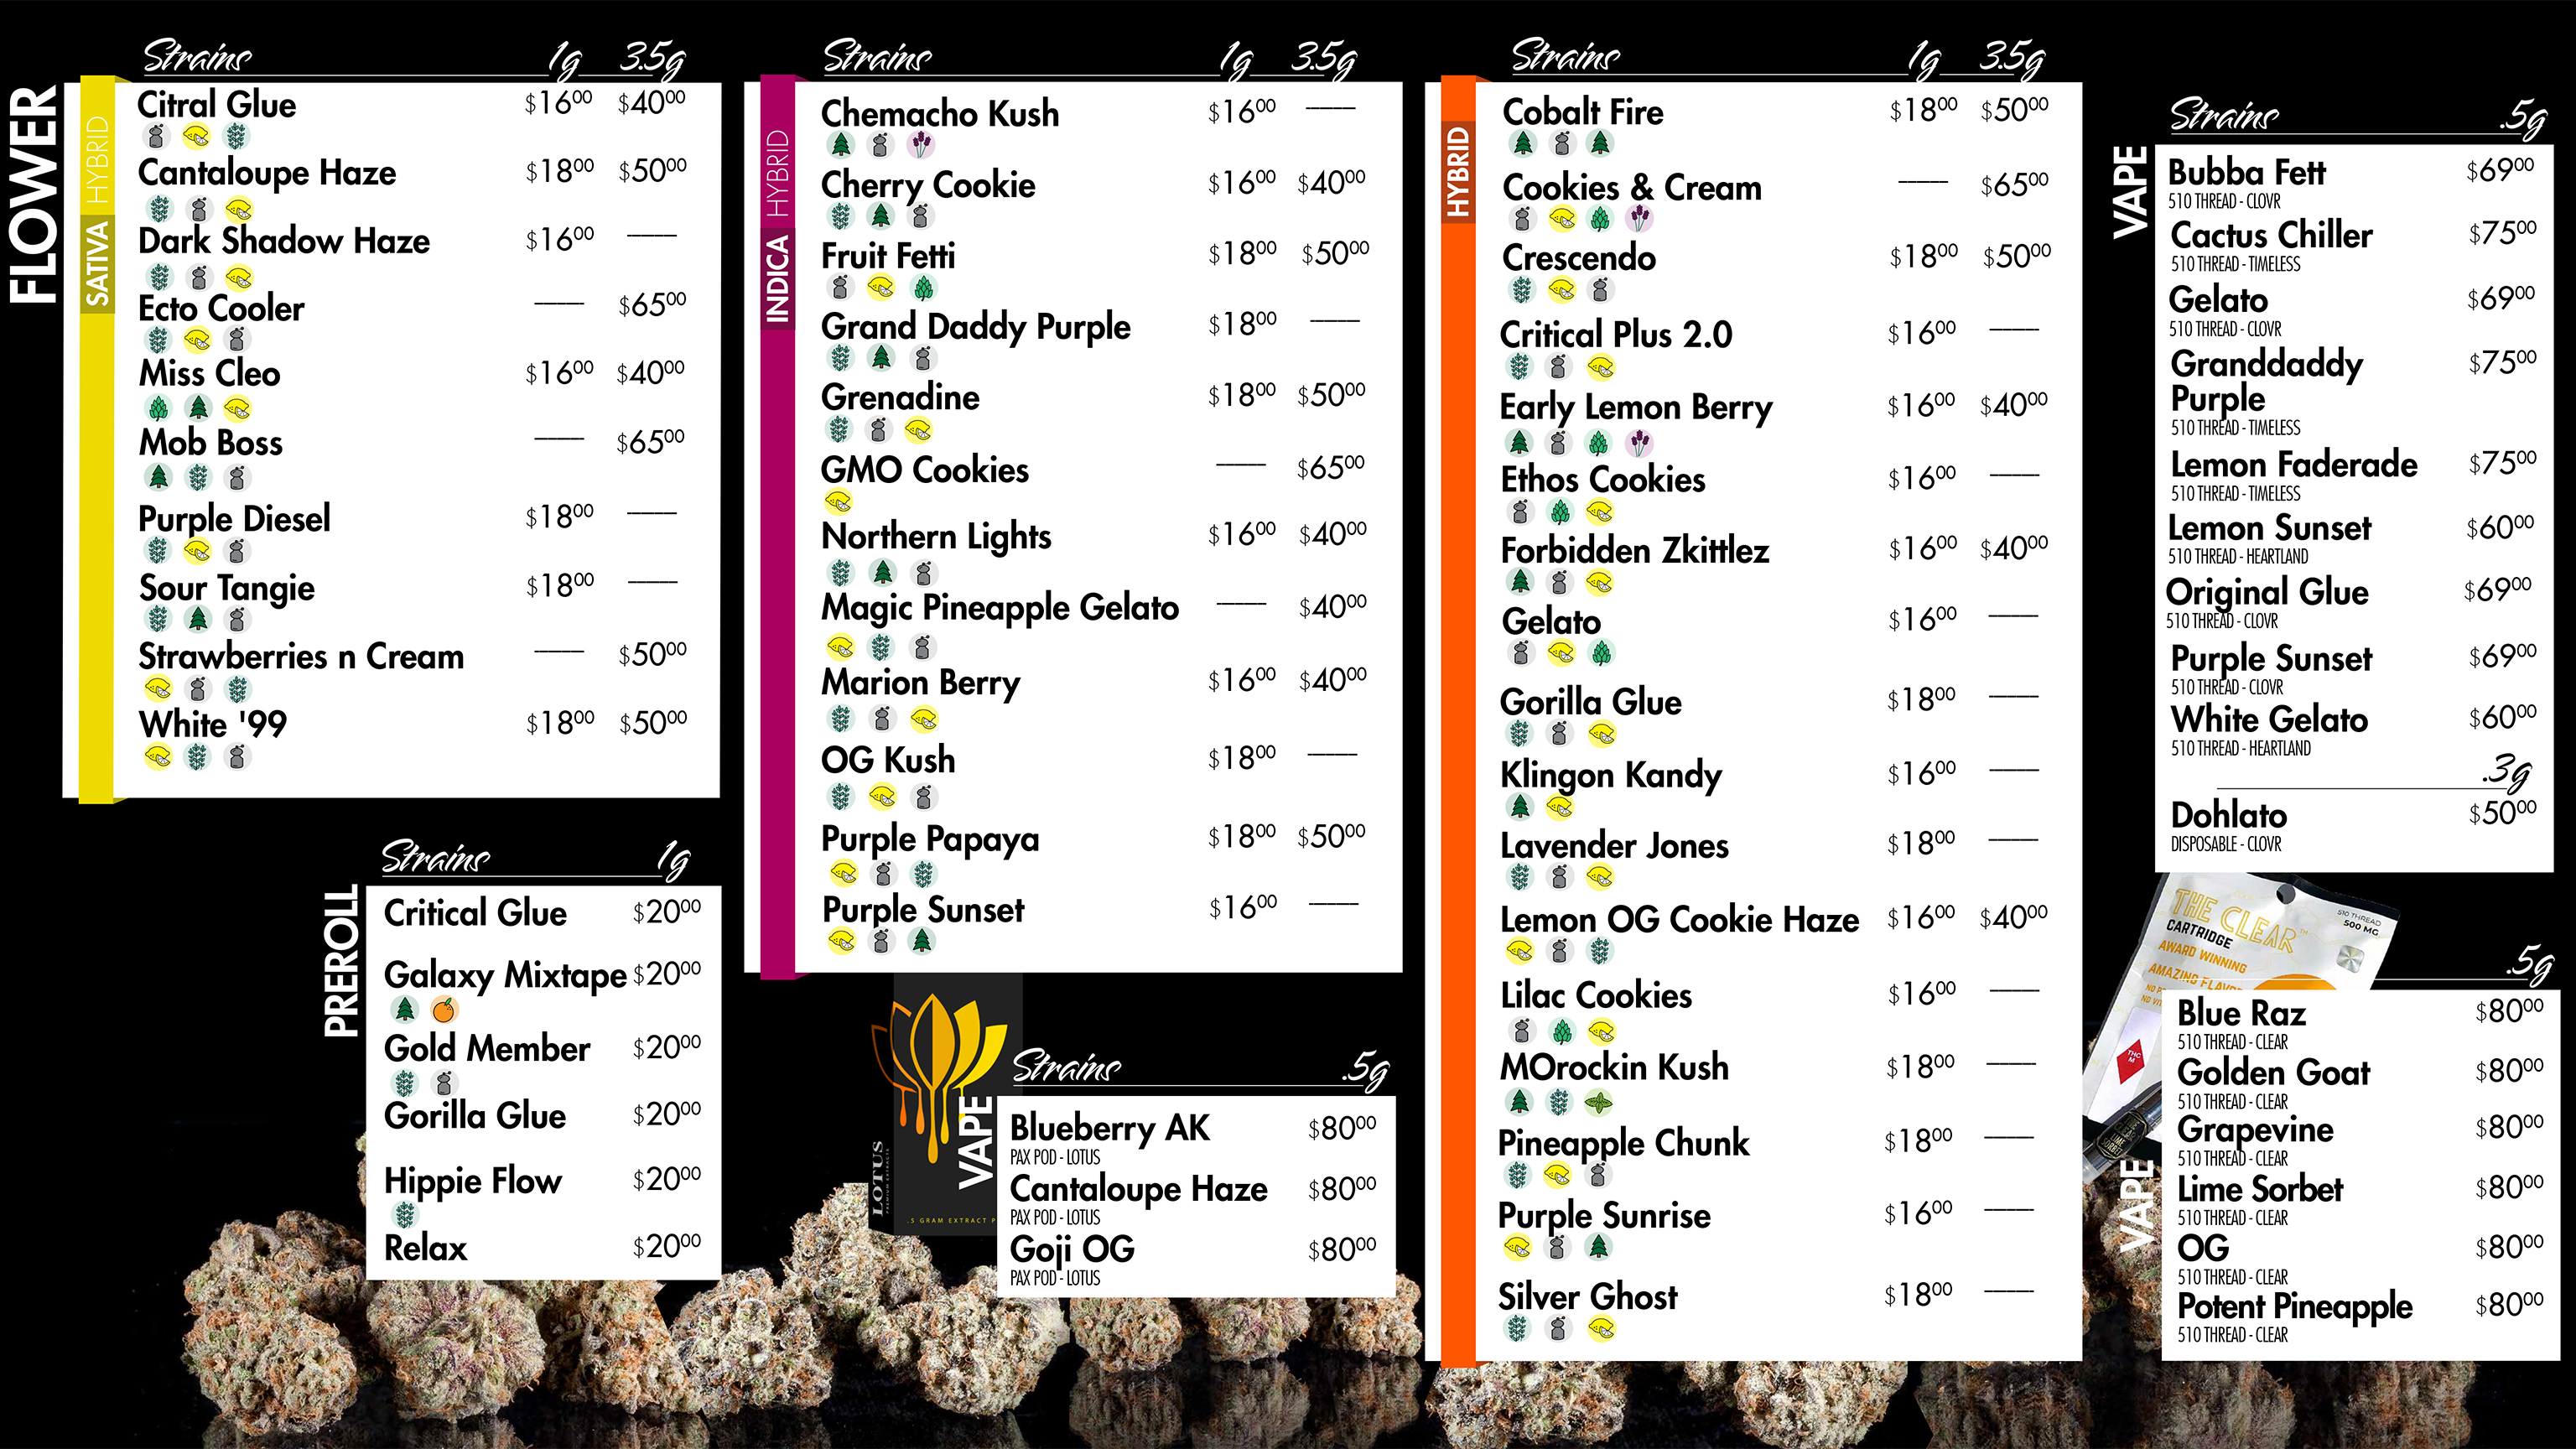 FLOWER
Strains 1g 3.5g
SATIVA HYBRID
Citral Glue $1600 $4000
Cantaloupe Haze $1800 $5000
Dark Shadow Haze $1600 ——
Ecto Cooler —— $6500
Miss Cleo $1600 $4000
Mob Boss —— $6500
Purple Diesel $1800 ——
Sour Tangie $1800 ——
Strawberries n Cream —— $5000
White '99 $1800 $5000
PREROLL
Strains 1g
Critical Glue $2000
Galaxy Mixtape $2000
Gold Member $2000
Gorilla Glue $2000
Hippie Flow $2000
Relax $2000
Strains 1g 3.5g
INDICA HYBRID
Chemacho Kush $1600 ——
Cherry Cookie $1600 $4000
Fruit Fetti $1800 $5000
Grand Daddy Purple $1800 ——
Grenadine $1800 $5000
GMO Cookies —— $6500
Northern Lights $1600 $4000
Magic Pineapple Gelato —— $4000
Marion Berry $1600 $4000
OG Kush $1800 ——
Purple Papaya $1800 $5000
Purple Sunset $1600 ——
LOTUS
PREMIUM EXTRACTS
.5 GRAM EXTRACT P
VAPE
Strains .5g
Blueberry AK $8000
PAX POD - LOTUS
Cantaloupe Haze $8000
PAX POD - LOTUS
Goji OG $8000
PAX POD - LOTUS
Strains 1g 3.5g
HYBRID
Cobalt Fire $1800 $5000
Cookies & Cream —— $6500
Crescendo $1800 $5000
Critical Plus 2.0 $1600 ——
Early Lemon Berry $1600 $4000
Ethos Cookies $1600 ——
Forbidden Zkittlez $1600 $4000
Gelato $1600 ——
Gorilla Glue $1800 ——
Klingon Kandy $1600 ——
Lavender Jones $1800 ——
Lemon OG Cookie Haze $1600 $4000
Lilac Cookies $1600 ——
MOrockin Kush $1800 ——
Pineapple Chunk $1800 ——
Purple Sunrise $1600 ——
Silver Ghost $1800 ——
VAPE
Strains .5g
Bubba Fett $6900
510 THREAD - CLOVR
Cactus Chiller $7500
510 THREAD - TIMELESS
Gelato $6900
510 THREAD - CLOVR
Granddaddy $7500
Purple
510 THREAD - TIMELESS
Lemon Faderade $7500
510 THREAD - TIMELESS
Lemon Sunset $6000
510 THREAD - HEARTLAND
Original Glue $6900
510 THREAD - CLOVR
Purple Sunset $6900
510 THREAD - CLOVR
White Gelato $6000
510 THREAD - HEARTLAND
.3g
Dohlato $5000
DISPOSABLE - CLOVR
THE CLEAR™
510 THREAD
500 MG
CARTRIDGE
AWARD WINNING
AMAZING FLAVO
THC
M
VAPE
.5g
Blue Raz $8000
510 THREAD - CLEAR
Golden Goat $8000
510 THREAD - CLEAR
Grapevine $8000
510 THREAD - CLEAR
Lime Sorbet $8000
510 THREAD - CLEAR
OG $8000
510 THREAD - CLEAR
Potent Pineapple $8000
510 THREAD - CLEAR